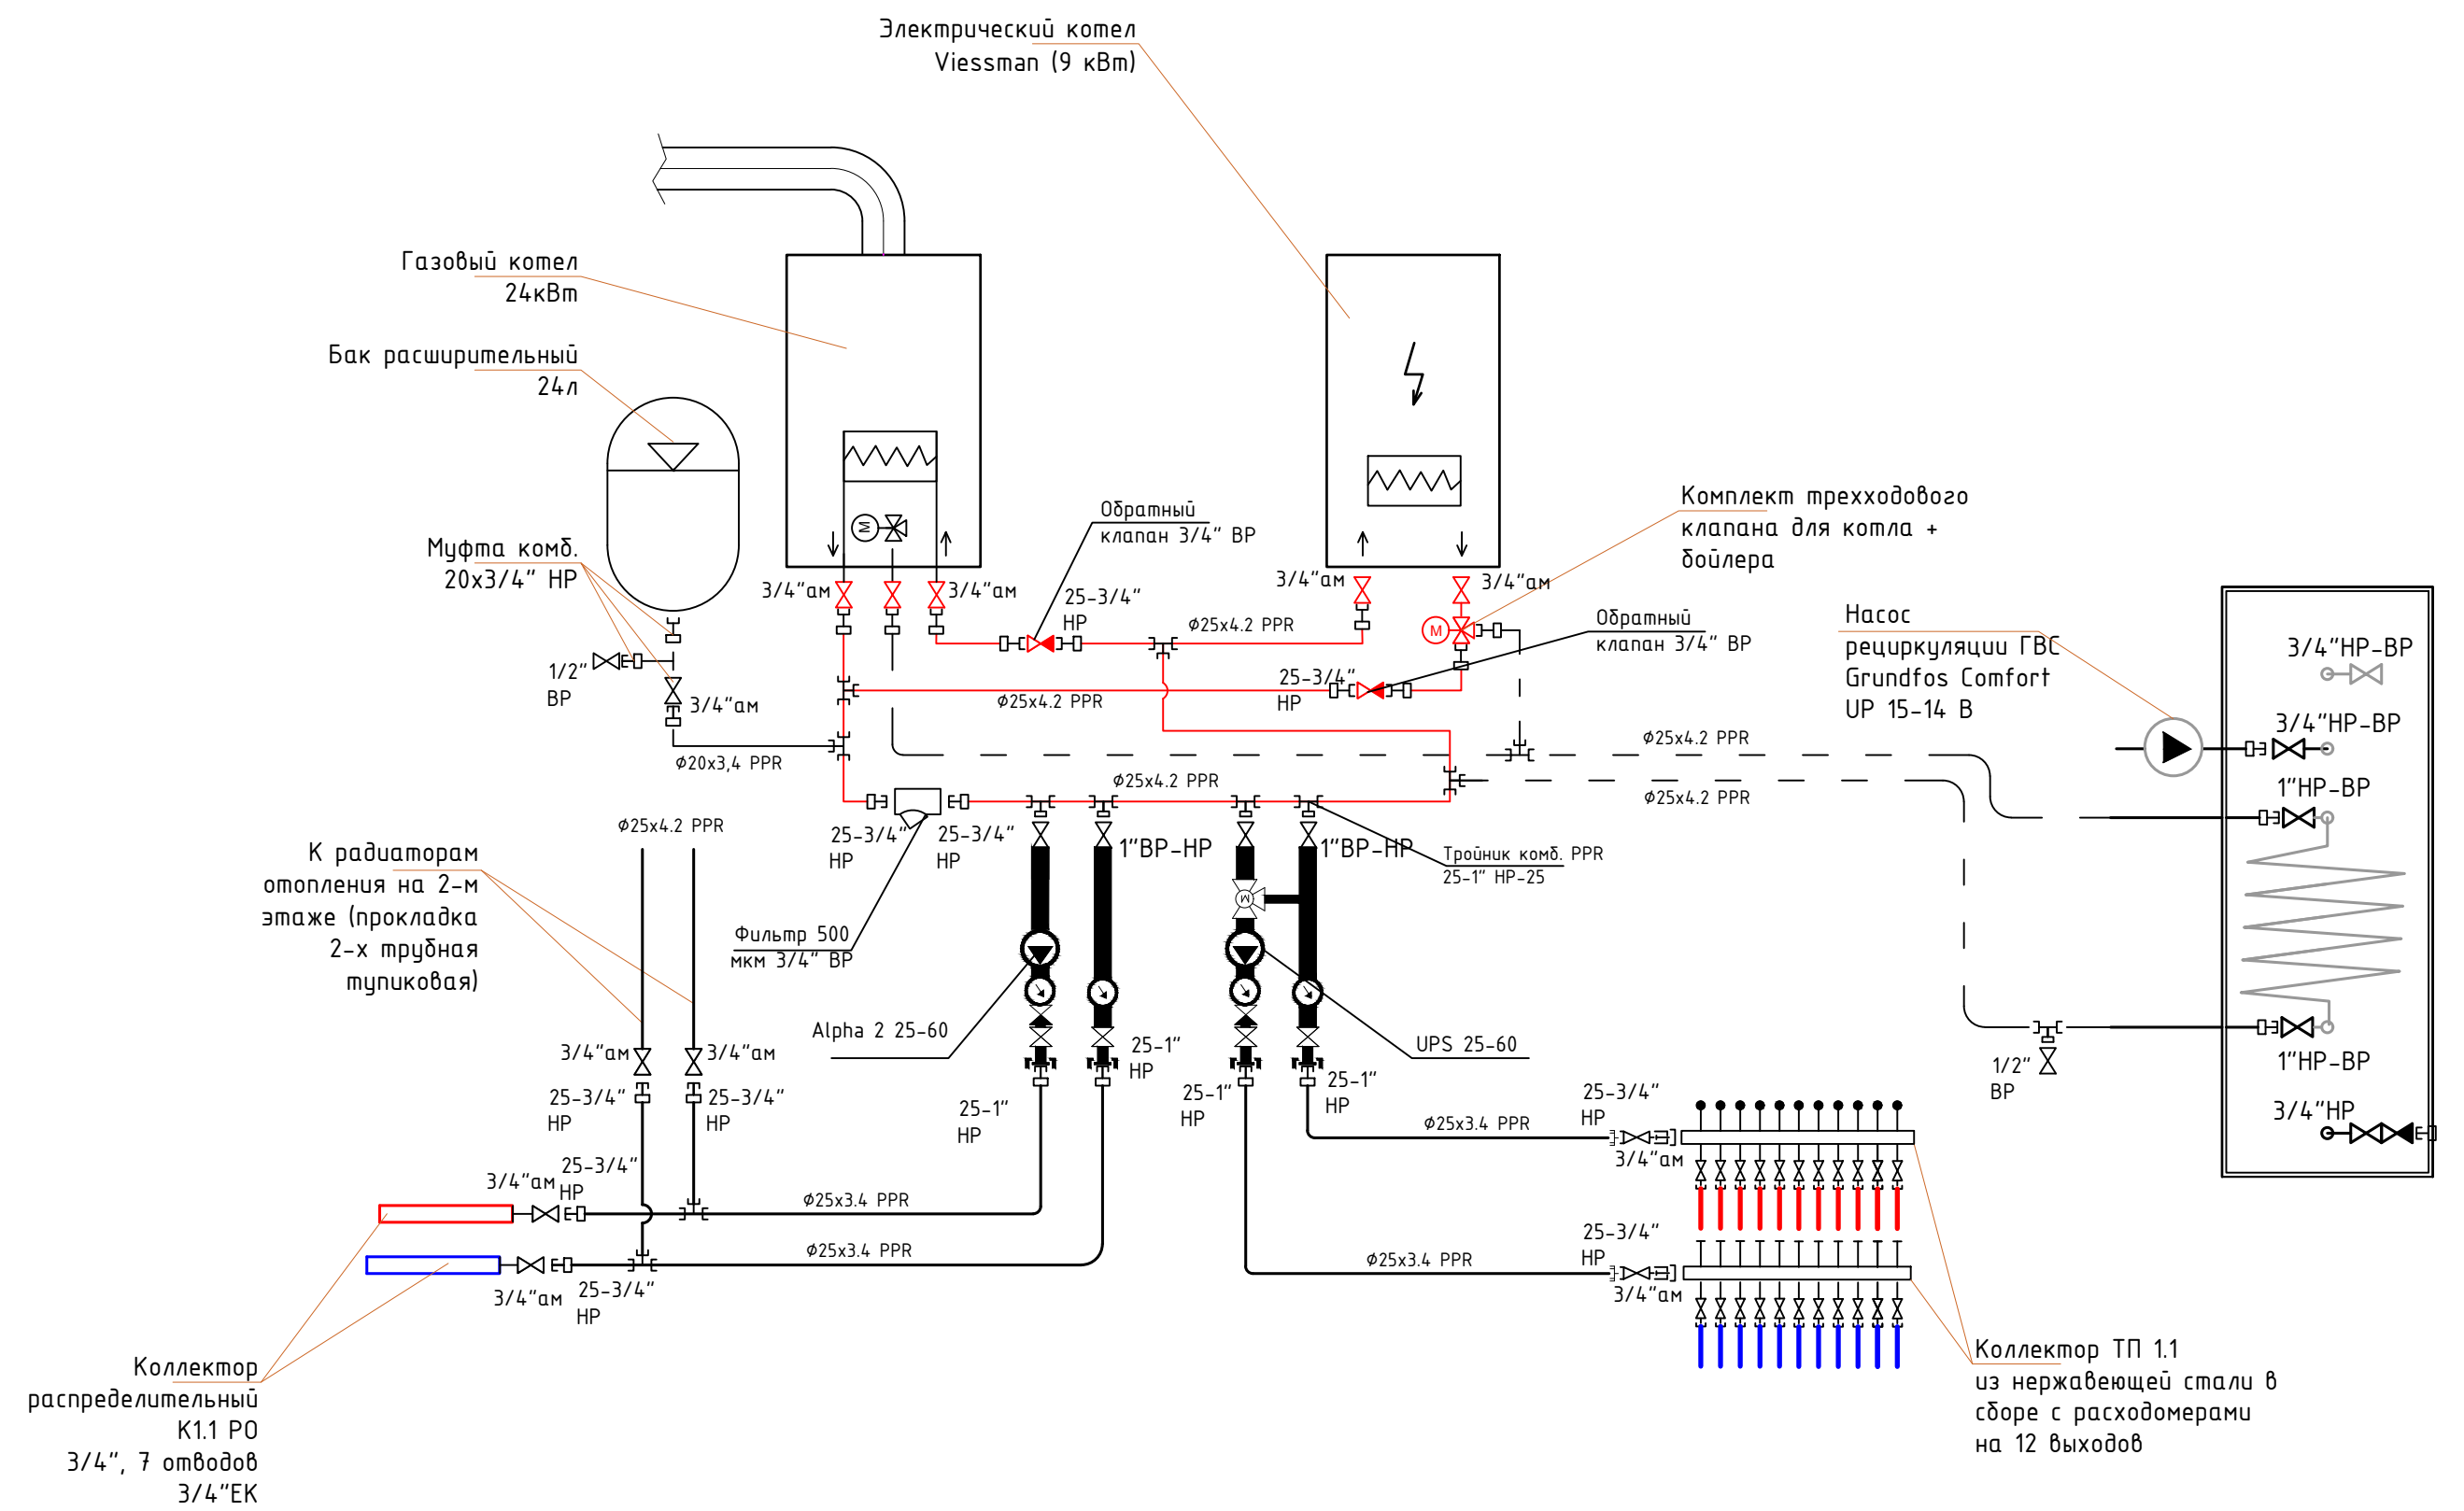 Электрический котел
Viessman (9 кВт)
Газовый котел
24кВт
Бак расширительный
24л
Муфта комб.
20х3/4" НР
1/2"
ВР
3/4"ам
Ø20х3,4 PPR
3/4"ам
3/4"ам
Обратный
клапан 3/4" ВР
25-3/4"
НР
Ø25х4.2 PPR
3/4"ам
3/4"ам
Комплект трехходового
клапана для котла +
бойлера
Обратный
клапан 3/4" ВР
25-3/4"
НР
Ø25х4.2 PPR
Насос
рециркуляции ГВС
Grundfos Comfort
UP 15-14 B
3/4"НР-ВР
3/4"НР-ВР
1"НР-ВР
1"НР-ВР
3/4"НР
Ø25х4.2 PPR
Ø25х4.2 PPR
1/2"
ВР
Ø25х4.2 PPR
25-3/4"
НР
25-3/4"
НР
1"ВР-НР
1"ВР-НР
Тройник комб. PPR
25-1" НР-25
Фильтр 500
мкм 3/4" ВР
Ø25х4.2 PPR
К радиаторам
отопления на 2-м
этаже (прокладка
2-х трубная
тупиковая)
Alpha 2 25-60
UPS 25-60
3/4"ам
3/4"ам
25-3/4"
НР
25-3/4"
НР
25-1"
НР
25-1"
НР
25-1"
НР
25-1"
НР
3/4"ам
25-3/4"
НР
Ø25х3.4 PPR
Ø25х3.4 PPR
3/4"ам
25-3/4"
НР
Ø25х3.4 PPR
25-3/4"
НР
3/4"ам
Ø25х3.4 PPR
25-3/4"
НР
3/4"ам
Коллектор
распределительный
К1.1 РО
3/4", 7 отводов
3/4"ЕК
Коллектор ТП 1.1
из нержавеющей стали в
сборе с расходомерами
на 12 выходов
M
M
M